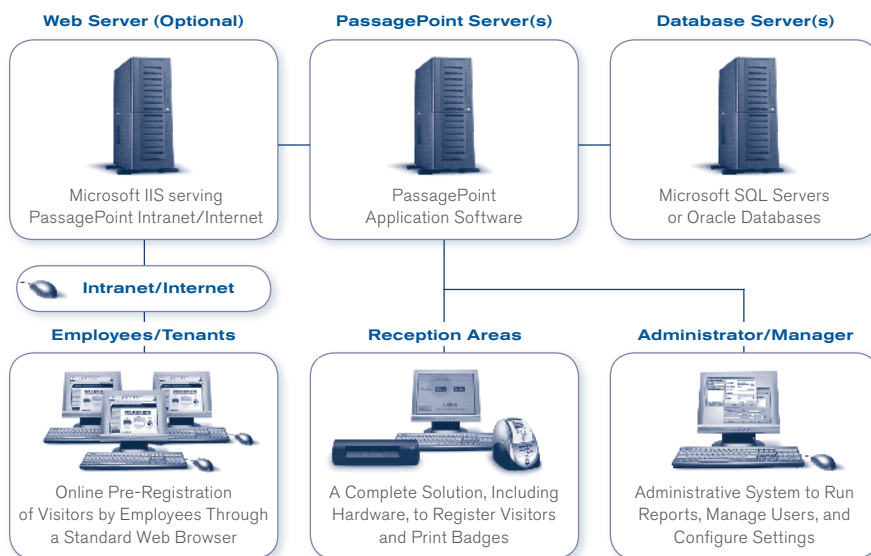 Web Server (Optional)
PassagePoint Server(s)
Database Server(s)
Microsoft IIS serving
PassagePoint Intranet/Internet
PassagePoint
Application Software
Microsoft SQL Servers
or Oracle Databases
Intranet/Internet
Employees/Tenants
Reception Areas
Administrator/Manager
Online Pre-Registration
of Visitors by Employees Through
a Standard Web Browser
A Complete Solution, Including
Hardware, to Register Visitors
and Print Badges
Administrative System to Run
Reports, Manage Users, and
Configure Settings